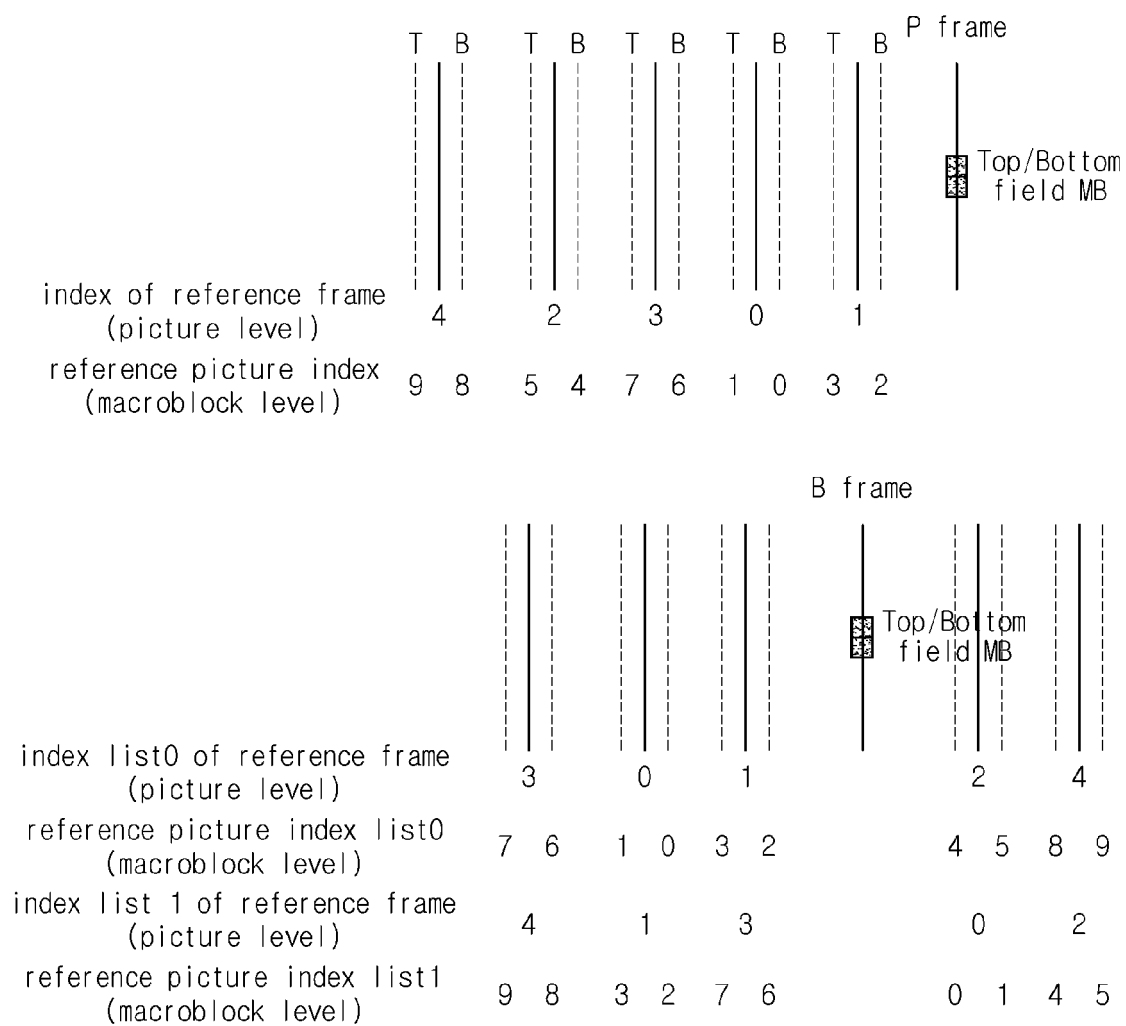 P frame
T B T B T B T B T B
Top/Bottom
field MB
index of reference frame
(picture level)
4 2 3 0 1
reference picture index
(macroblock level)
9 8 5 4 7 6 1 0 3 2
B frame
Top/Bottom
field MB
index list0 of reference frame
(picture level)
3 0 1 2 4
reference picture index list0
(macroblock level)
7 6 1 0 3 2 4 5 8 9
index list 1 of reference frame
(picture level)
4 1 3 0 2
reference picture index list1
(macroblock level)
9 8 3 2 7 6 0 1 4 5